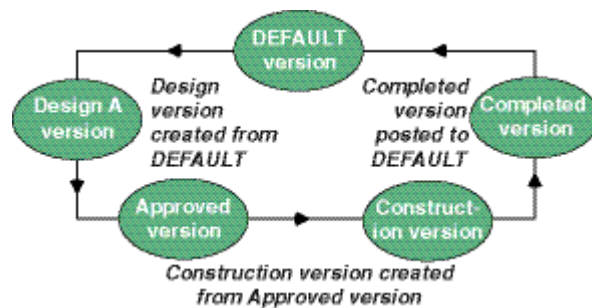 DEFAULT
version
Design A
version
Design
version
created from
DEFAULT
Completed
version
posted to
DEFAULT
Completed
version
Approved
version
Construct-
ion version
Construction version created
from Approved version